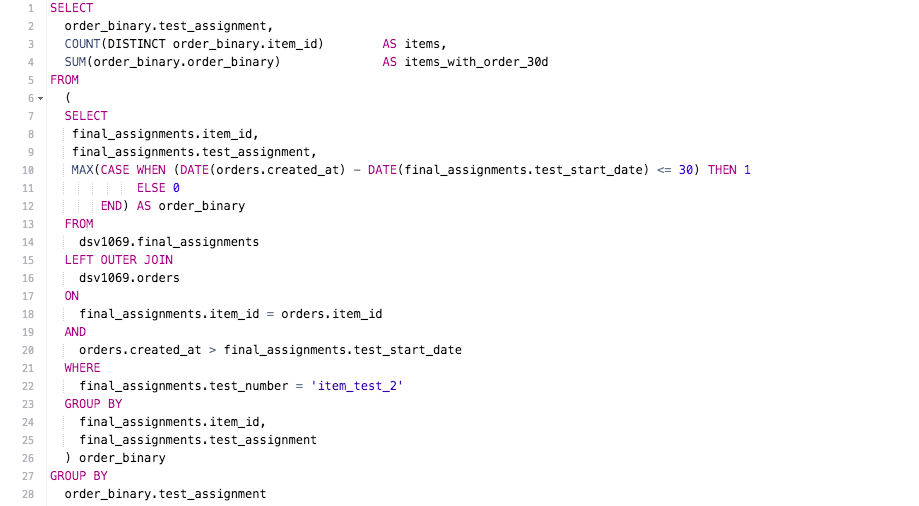 1 SELECT
2   order_binary.test_assignment,
3   COUNT(DISTINCT order_binary.item_id)        AS items,
4   SUM(order_binary.order_binary)              AS items_with_order_30d
5 FROM
6   (
7   SELECT
8    final_assignments.item_id,
9    final_assignments.test_assignment,
10    MAX(CASE WHEN (DATE(orders.created_at) - DATE(final_assignments.test_start_date) <= 30) THEN 1
11             ELSE 0
12        END) AS order_binary
13   FROM
14     dsv1069.final_assignments
15   LEFT OUTER JOIN
16     dsv1069.orders
17   ON
18     final_assignments.item_id = orders.item_id
19   AND
20     orders.created_at > final_assignments.test_start_date
21   WHERE
22     final_assignments.test_number = 'item_test_2'
23   GROUP BY
24     final_assignments.item_id,
25     final_assignments.test_assignment
26   ) order_binary
27 GROUP BY
28   order_binary.test_assignment